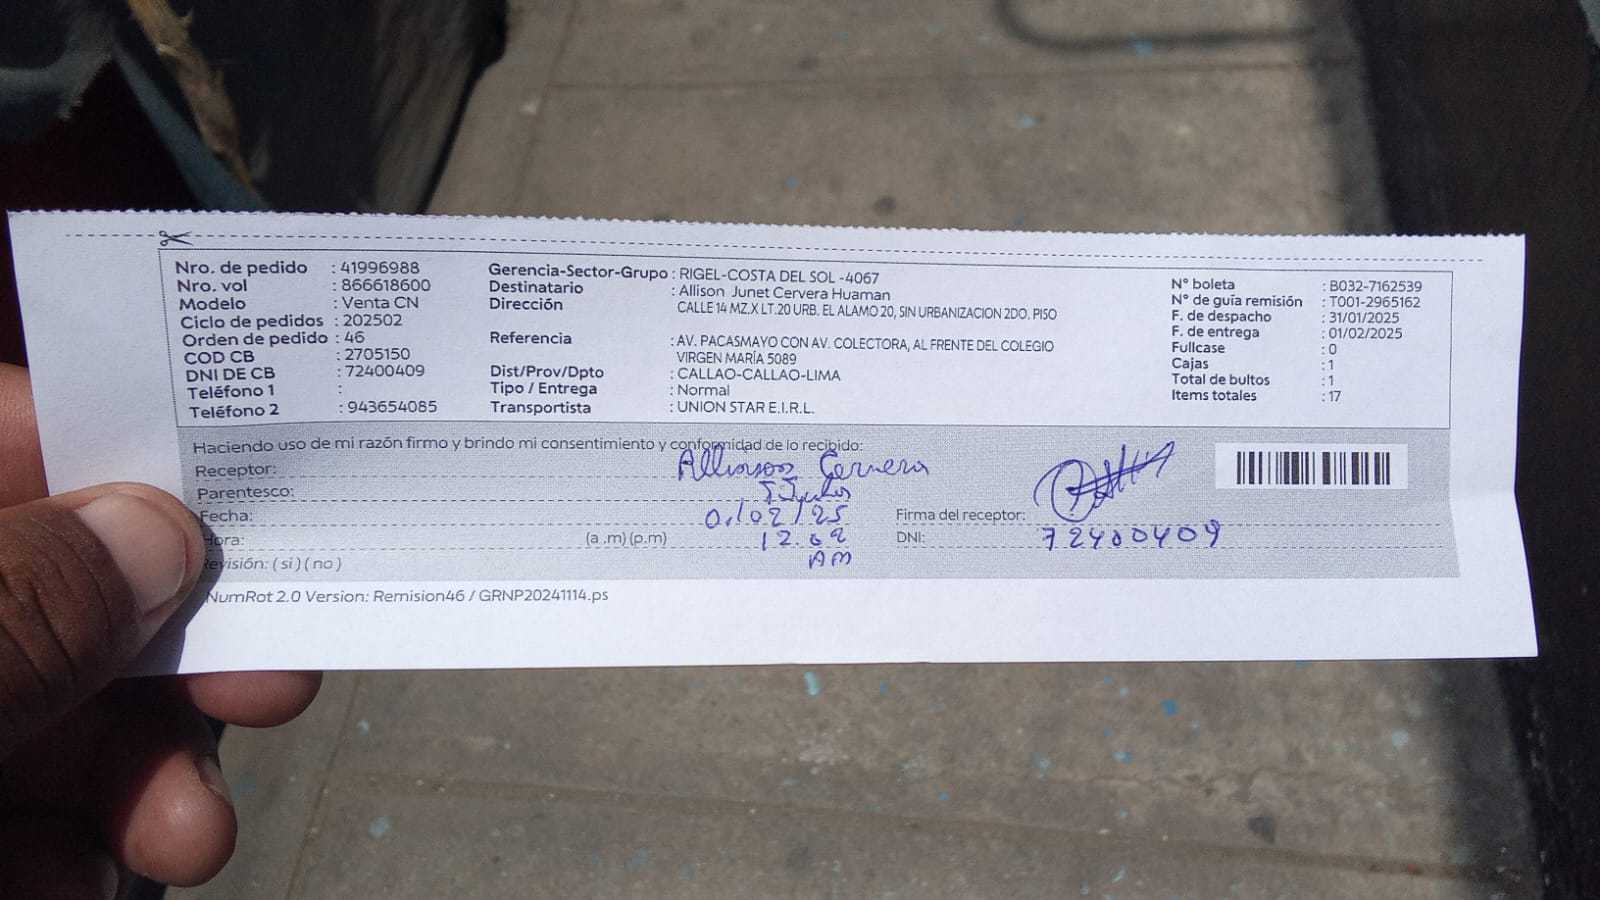 Nro. de pedido : 41996988
Nro. vol : 866618600
Modelo : Venta CN
Ciclo de pedidos : 202502
Orden de pedido : 46
COD CB : 2705150
DNI DE CB : 72400409
Teléfono 1 :
Teléfono 2 : 943654085
Gerencia-Sector-Grupo : RIGEL-COSTA DEL SOL -4067
Destinatario : Allison Junet Cervera Huaman
Dirección CALLE 14 MZ.X LT.20 URB. EL ALAMO 20, SIN URBANIZACION 2DO. PISO
Referencia : AV. PACASMAYO CON AV. COLECTORA, AL FRENTE DEL COLEGIO
VIRGEN MARÍA 5089
Dist/Prov/Dpto : CALLAO-CALLAO-LIMA
Tipo / Entrega : Normal
Transportista : UNION STAR E.I.R.L.
N° boleta : B032-7162539
N° de guía remisión : T001-2965162
F. de despacho : 31/01/2025
F. de entrega : 01/02/2025
Fullcase : 0
Cajas : 1
Total de bultos : 1
Items totales : 17
Haciendo uso de mi razón firmo y brindo mi consentimiento y conformidad de lo recibido:
Receptor: Allison Cervera
Parentesco:
Fecha: 01/02/25
Hora: (a .m) (p.m) 12.02
AM
Revisión: ( si ) ( no )
Firma del receptor:
DNI: 72400409
NumRot 2.0 Version: Remision46 / GRNP20241114.ps